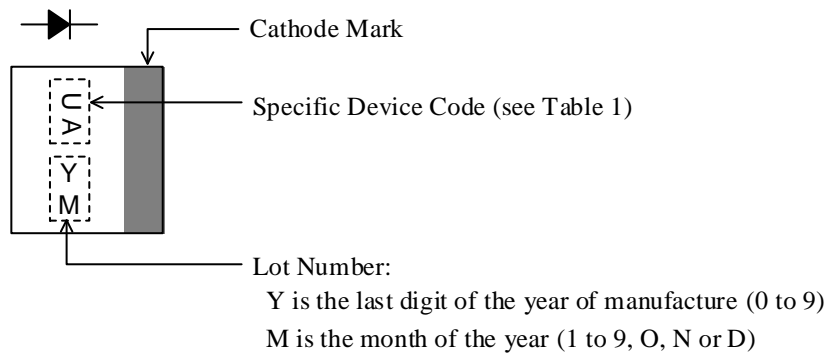 Cathode Mark
U
A
Specific Device Code (see Table 1)
Y
M
Lot Number:
Y is the last digit of the year of manufacture (0 to 9)
M is the month of the year (1 to 9, O, N or D)